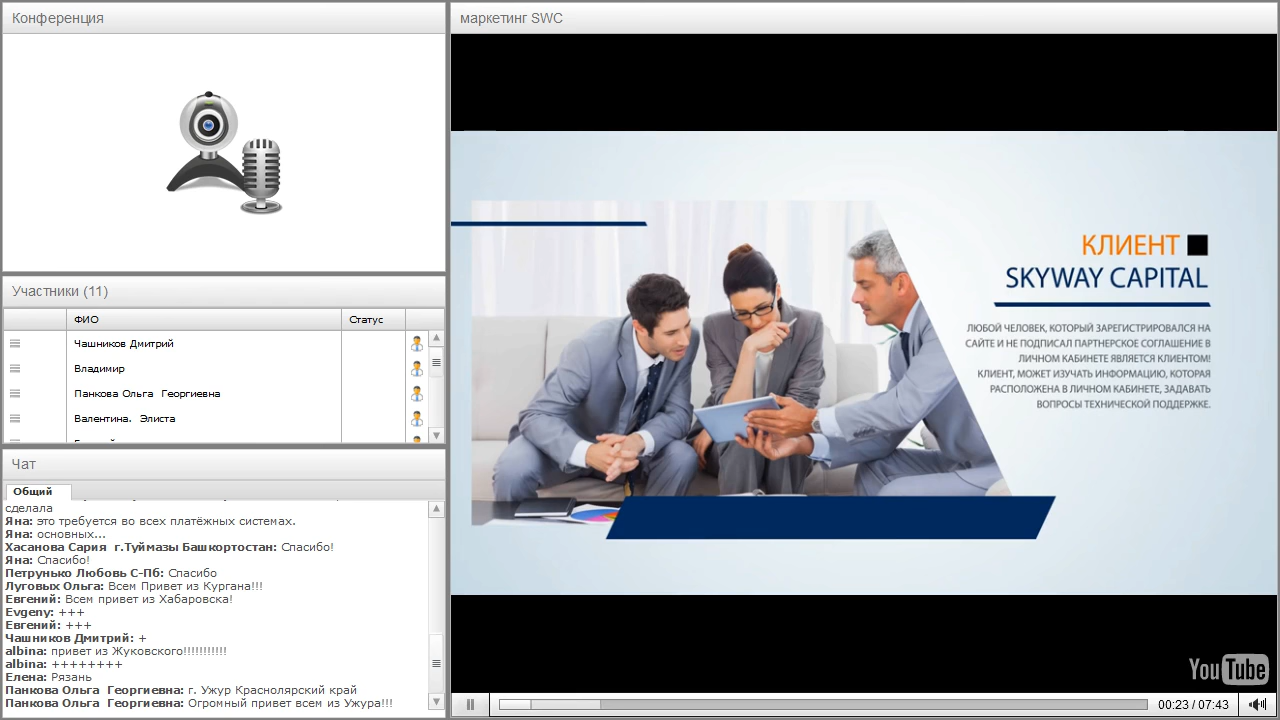 Конференция
маркетинг SWC
КЛИЕНТ
SKYWAY CAPITAL
ЛЮБОЙ ЧЕЛОВЕК, КОТОРЫЙ ЗАРЕГИСТРИРОВАЛСЯ НА
САЙТЕ И НЕ ПОДПИСАЛ ПАРТНЕРСКОЕ СОГЛАШЕНИЕ В
ЛИЧНОМ КАБИНЕТЕ ЯВЛЯЕТСЯ КЛИЕНТОМ!
КЛИЕНТ, МОЖЕТ ИЗУЧАТЬ ИНФОРМАЦИЮ, КОТОРАЯ
РАСПОЛОЖЕНА В ЛИЧНОМ КАБИНЕТЕ, ЗАДАВАТЬ
ВОПРОСЫ ТЕХНИЧЕСКОЙ ПОДДЕРЖКЕ.
Участники (11)
ФИО Статус
Чашников Дмитрий
Владимир
Панкова Ольга Георгиевна
Валентина. Элиста
Чат
Общий
сделала
Яна: это требуется во всех платёжных системах.
Яна: основных...
Хасанова Сария г.Туймазы Башкортостан: Спасибо!
Яна: Спасибо!
Петрунько Любовь С-Пб: Спасибо
Луговых Ольга: Всем Привет из Кургана!!!
Евгений: Всем привет из Хабаровска!
Evgeny: +++
Евгений: +++
Чашников Дмитрий: +
albina: привет из Жуковского!!!!!!!!!!!
albina: ++++++++
Елена: Рязань
Панкова Ольга Георгиевна: г. Ужур Краснолярский край
Панкова Ольга Георгиевна: Огромный привет всем из Ужура!!!
YouTube
00:23 / 07:43